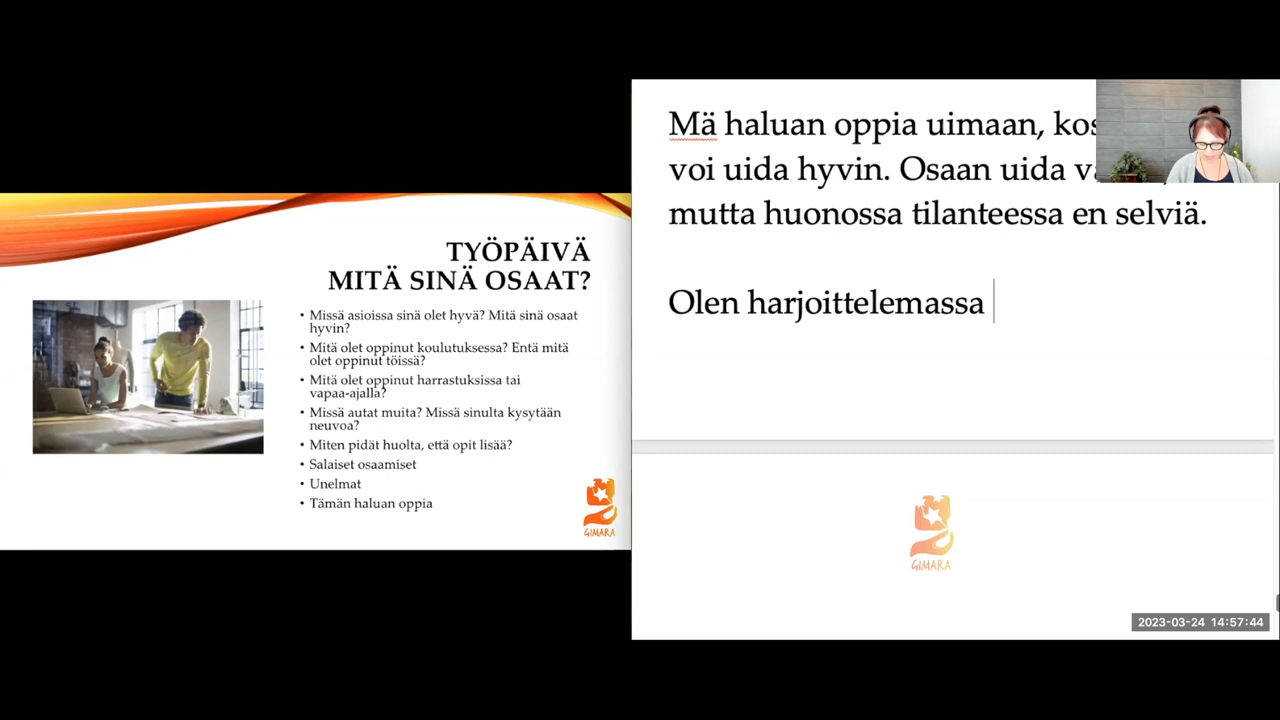 TYÖPÄIVÄ
MITÄ SINÄ OSAAT?
• Missä asioissa sinä olet hyvä? Mitä sinä osaat
hyvin?
• Mitä olet oppinut koulutuksessa? Entä mitä
olet oppinut töissä?
• Mitä olet oppinut harrastuksissa tai
vapaa-ajalla?
• Missä autat muita? Missä sinulta kysytään
neuvoa?
• Miten pidät huolta, että opit lisää?
• Salaiset osaamiset
• Unelmat
• Tämän haluan oppia
GIMARA
Mä haluan oppia uimaan,
voi uida hyvin. Osaan uida
mutta huonossa tilanteessa en selviä.
Olen harjoittelemassa
GIMARA
2023-03-24 14:57:44